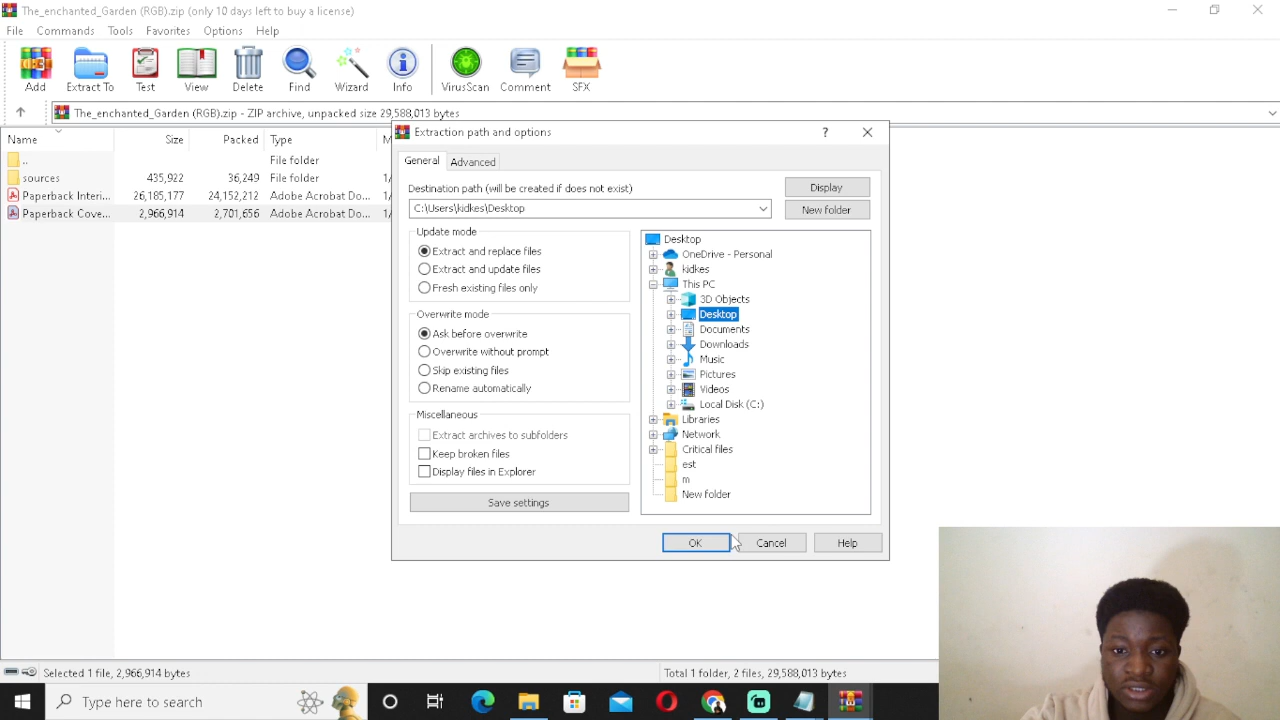 The_enchanted_Garden (RGB).zip (only 10 days left to buy a license)
File Commands Tools Favorites Options Help
Add Extract To Test View Delete Find Wizard Info VirusScan Comment SFX
The_enchanted_Garden (RGB).zip - ZIP archive, unpacked size 29,588,013 bytes
Name Size Packed Type
.. File folder
sources 435,922 36,249 File folder
Paperback Interi... 26,185,177 24,152,212 Adobe Acrobat Do... 1/
Paperback Cove... 2,966,914 2,701,656 Adobe Acrobat Do... 1/
Extraction path and options
General Advanced
Destination path (will be created if does not exist)
C:\Users\kidkes\Desktop
Display
New folder
Update mode
Extract and replace files
Extract and update files
Fresh existing files only
Overwrite mode
Ask before overwrite
Overwrite without prompt
Skip existing files
Rename automatically
Miscellaneous
Extract archives to subfolders
Keep broken files
Display files in Explorer
Save settings
Desktop
OneDrive - Personal
kidkes
This PC
3D Objects
Desktop
Documents
Downloads
Music
Pictures
Videos
Local Disk (C:)
Libraries
Network
Critical files
est
m
New folder
OK Cancel Help
Selected 1 file, 2,966,914 bytes
Total 1 folder, 2 files, 29,588,013 bytes
Type here to search